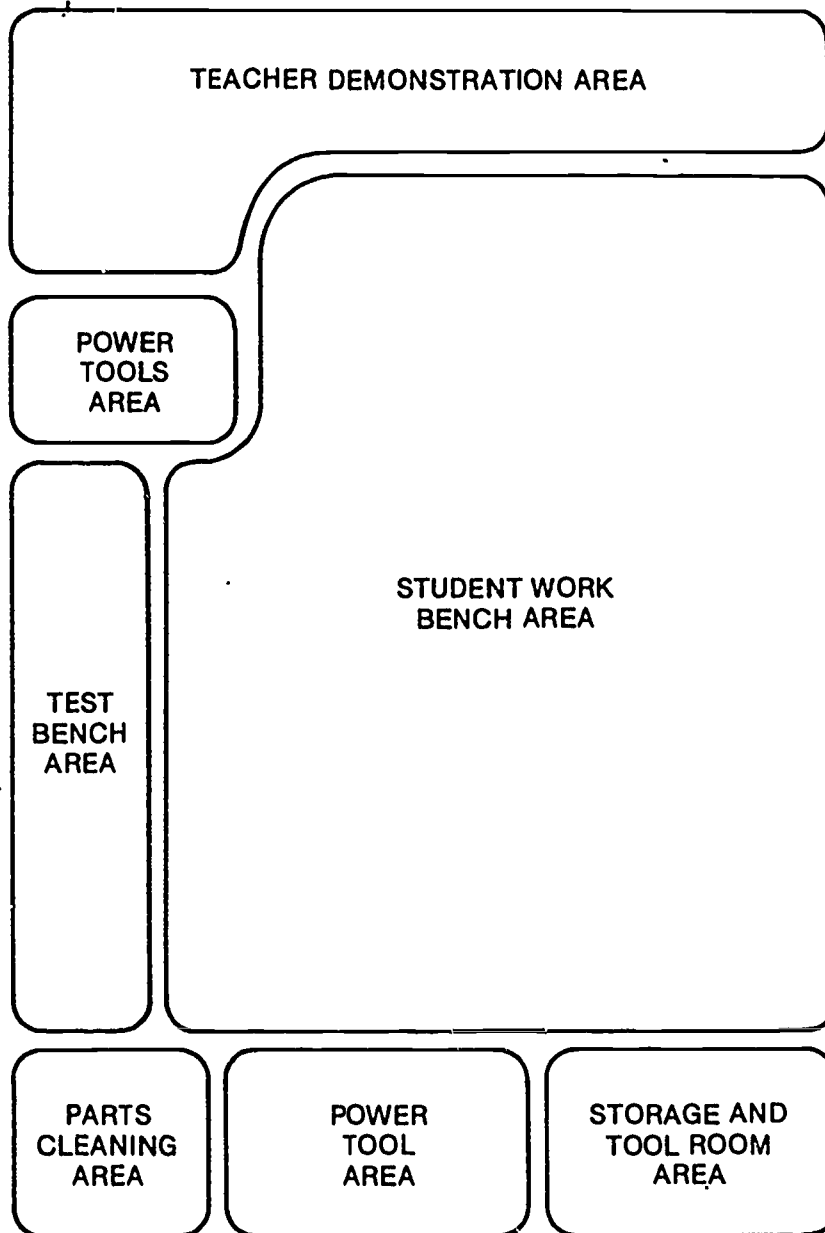 TEACHER DEMONSTRATION AREA
POWER
TOOLS
AREA
STUDENT WORK
BENCH AREA
TEST
BENCH
AREA
PARTS
CLEANING
AREA
POWER
TOOL
AREA
STORAGE AND
TOOL ROOM
AREA